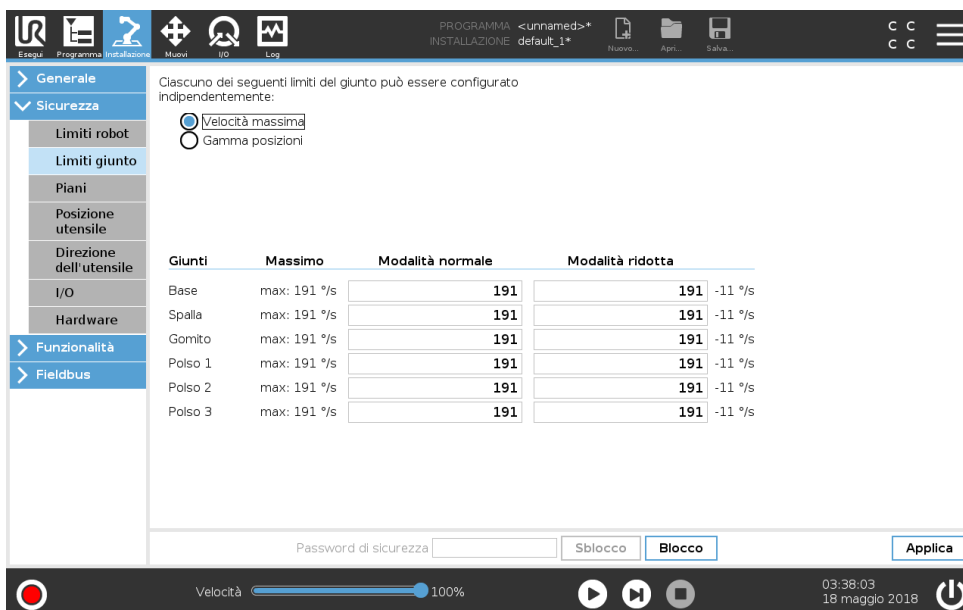 UR
PROGRAMMA <unnamed>*
INSTALLAZIONE default_1*
C C
C C
Esegui Programma Installazione Muovi I/O Log Nuovo... Apri... Salva...
Generale
Sicurezza
Limiti robot
Limiti giunto
Piani
Posizione
utensile
Direzione
dell'utensile
I/O
Hardware
Funzionalità
Fieldbus
Ciascuno dei seguenti limiti del giunto può essere configurato
indipendentemente:
Velocità massima
Gamma posizioni
Giunti Massimo Modalità normale Modalità ridotta
Base max: 191 °/s 191 191 -11 °/s
Spalla max: 191 °/s 191 191 -11 °/s
Gomito max: 191 °/s 191 191 -11 °/s
Polso 1 max: 191 °/s 191 191 -11 °/s
Polso 2 max: 191 °/s 191 191 -11 °/s
Polso 3 max: 191 °/s 191 191 -11 °/s
Password di sicurezza Sblocco Blocco Applica
Velocità 100%
03:38:03
18 maggio 2018